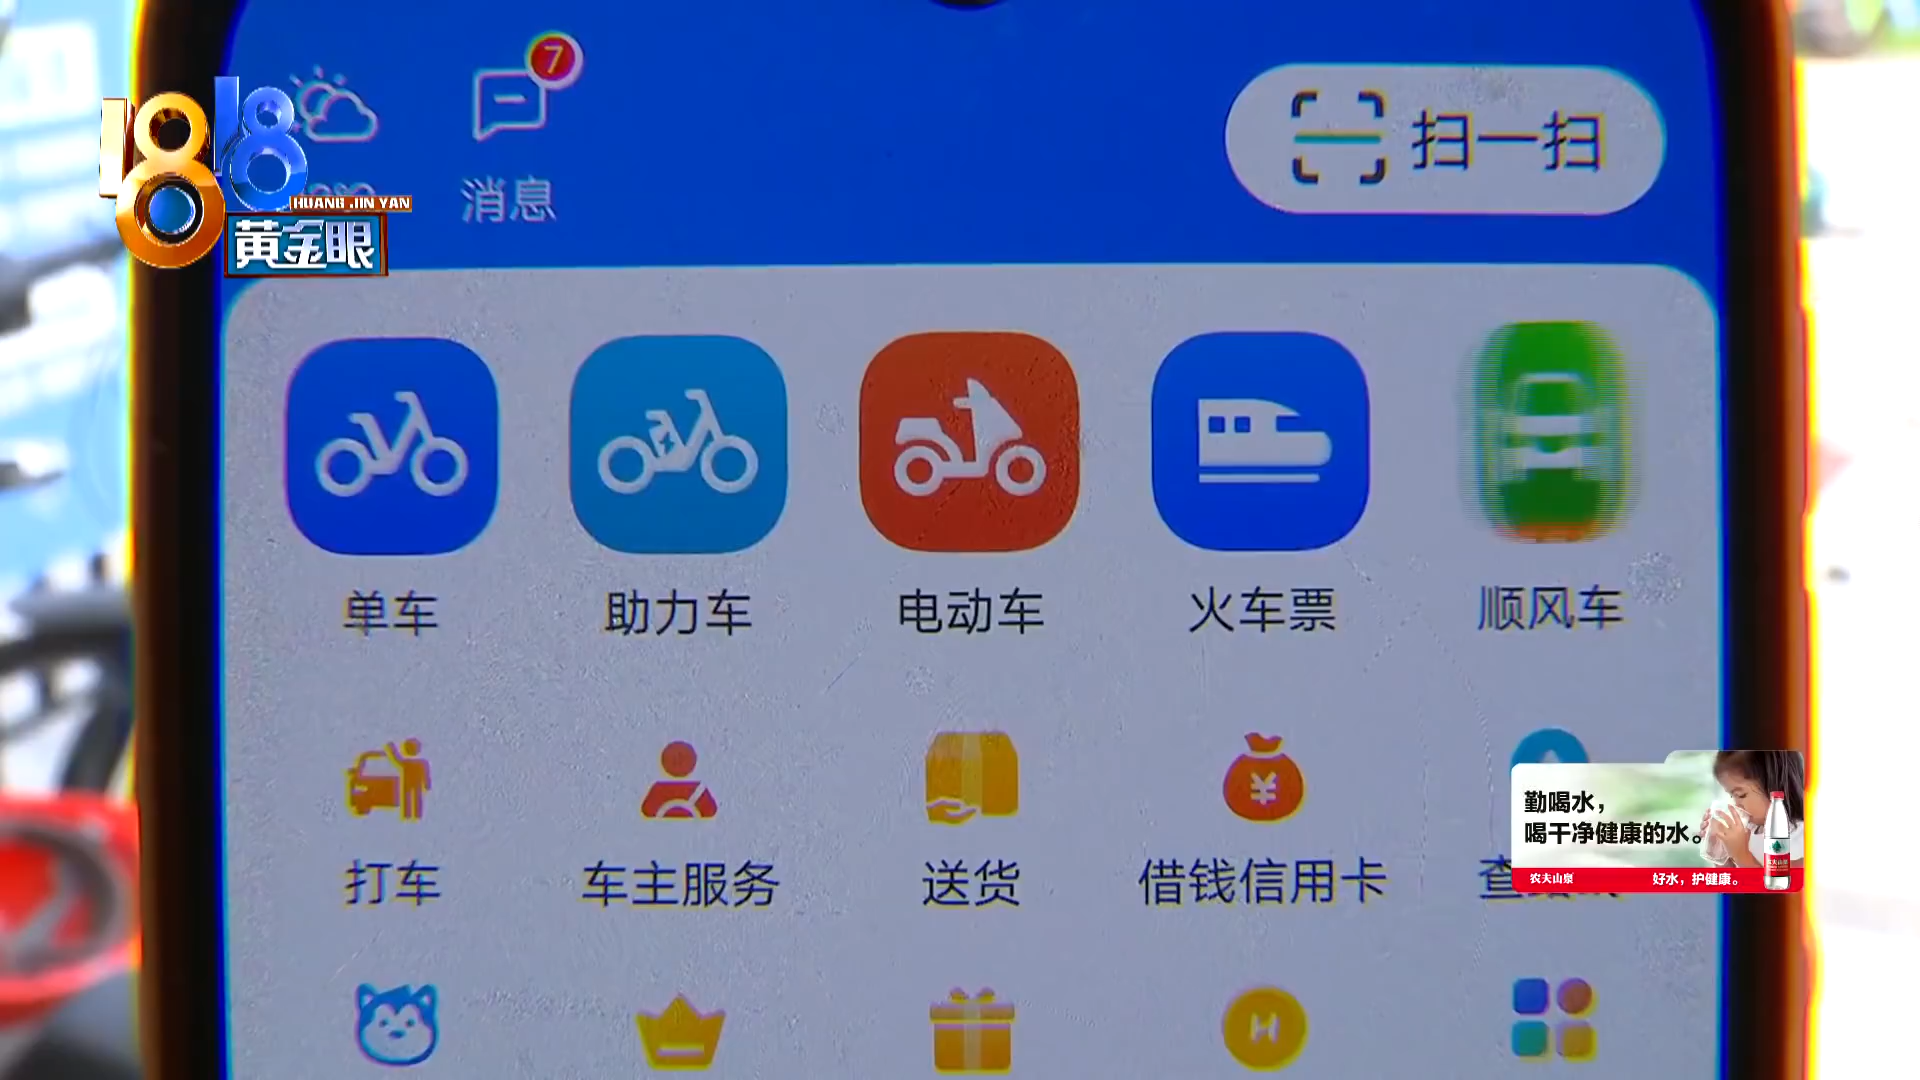 7
消息
扫一扫
1818
HUANG JIN YAN
黄金眼
单车
助力车
电动车
火车票
顺风车
打车
车主服务
送货
借钱信用卡
查
¥
H
勤喝水，
喝干净健康的水。
农夫山泉
好水，护健康。